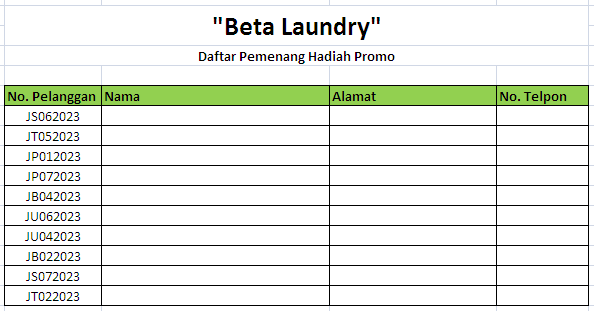 "Beta Laundry"
Daftar Pemenang Hadiah Promo
No. Pelanggan Nama Alamat No. Telpon
JS062023
JT052023
JP012023
JP072023
JB042023
JU062023
JU042023
JB022023
JS072023
JT022023